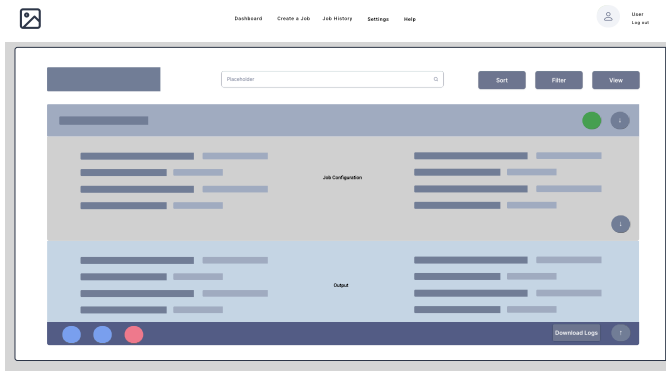 Dashboard Create a Job Job History Settings Help
User
Log out
Placeholder
Sort Filter View
↓
Job Configuration
↓
Output
Download Logs ↑